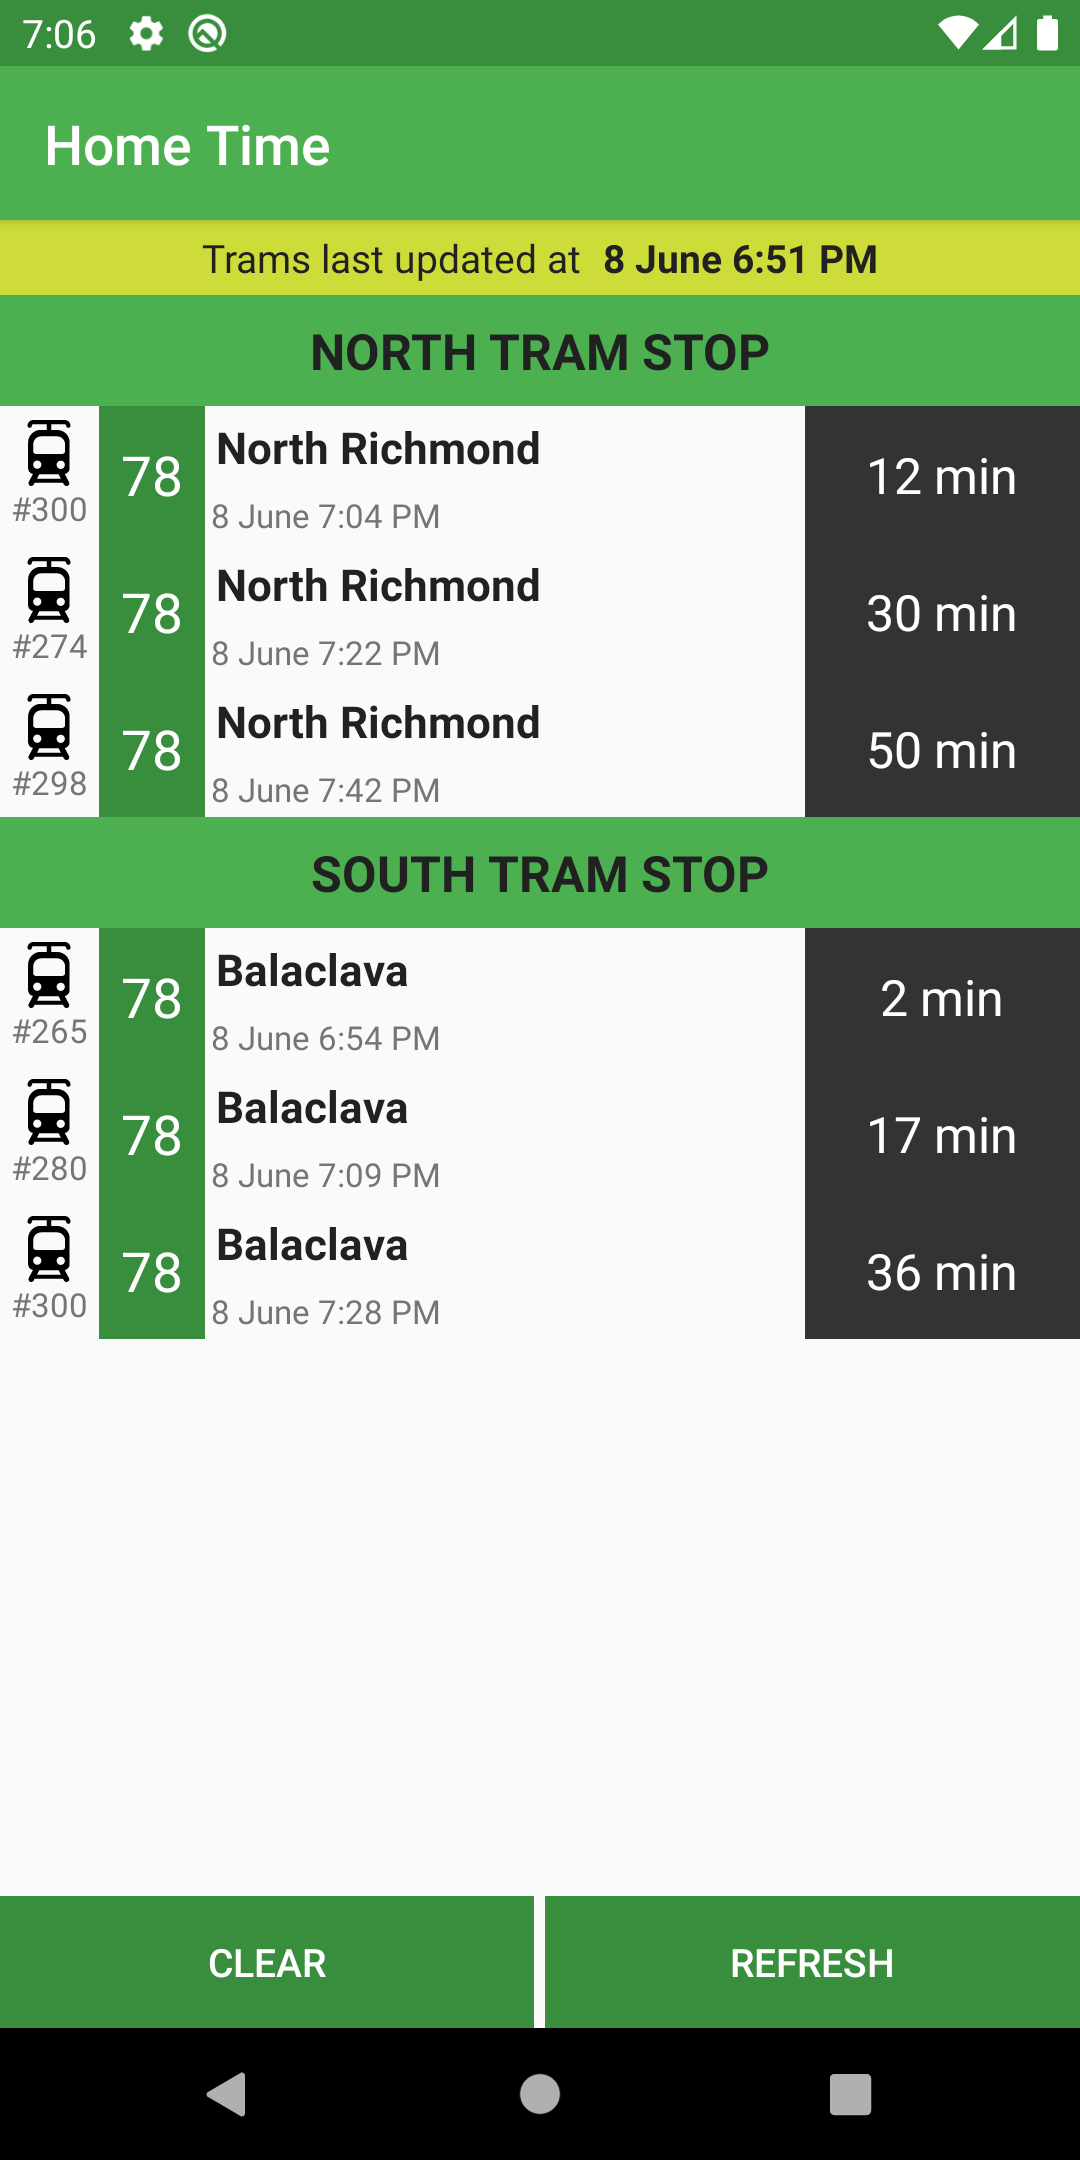 7:06
Home Time
Trams last updated at 8 June 6:51 PM
NORTH TRAM STOP
#300 78 North Richmond 12 min
8 June 7:04 PM
#274 78 North Richmond 30 min
8 June 7:22 PM
#298 78 North Richmond 50 min
8 June 7:42 PM
SOUTH TRAM STOP
#265 78 Balaclava 2 min
8 June 6:54 PM
#280 78 Balaclava 17 min
8 June 7:09 PM
#300 78 Balaclava 36 min
8 June 7:28 PM
CLEAR REFRESH